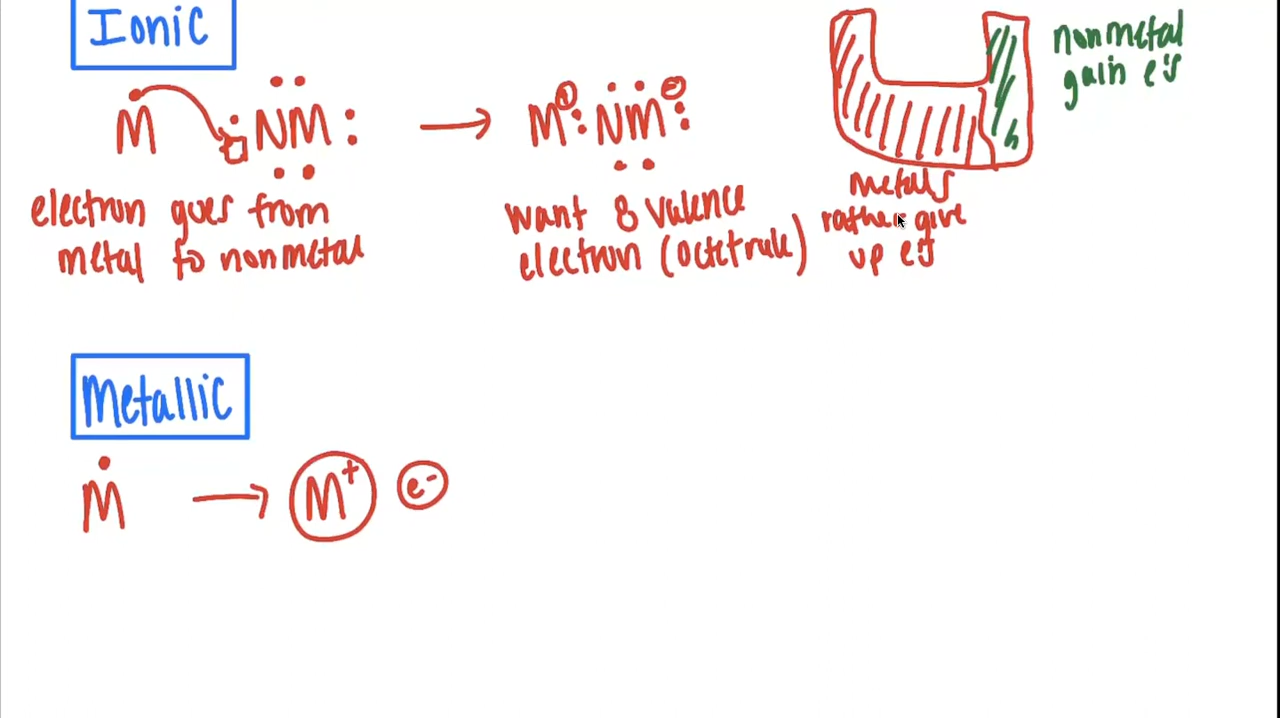 Ionic
M NM → M⊕ NM⊖
electron goes from
metal to nonmetal
want 8 valence
electron (octet rule)
metals
rather give
up e's
nonmetal
gain e's
Metallic
M → M+ e-